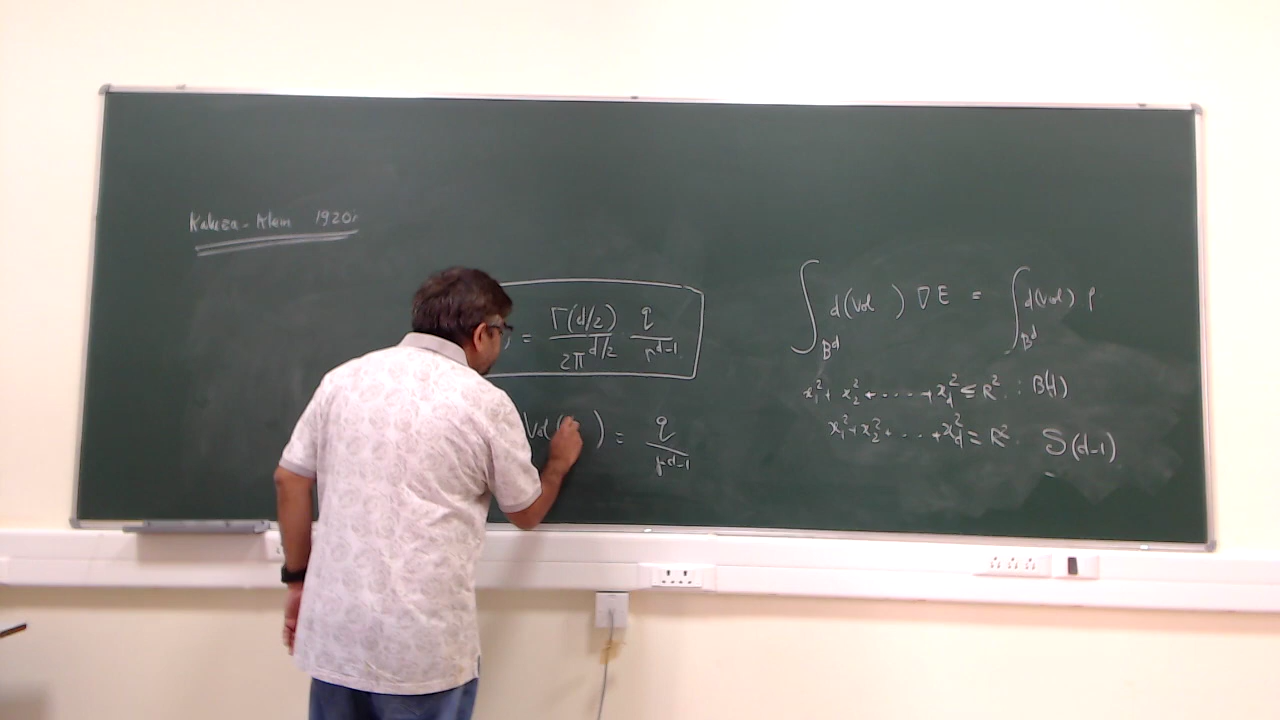 Kaluza-Klein 1920s
= Γ(d/2) / 2π^{d/2} q / r^{d-1}
Vol( ) = q / r^{d-1}
∫_{B^d} d(Vol ) ∇E = ∫_{B^d} d(Vol) ρ
x_1^2 + x_2^2 + .... + x_d^2 ≤ R^2 : B(d)
x_1^2 + x_2^2 + ... + x_d^2 = R^2. S(d-1)